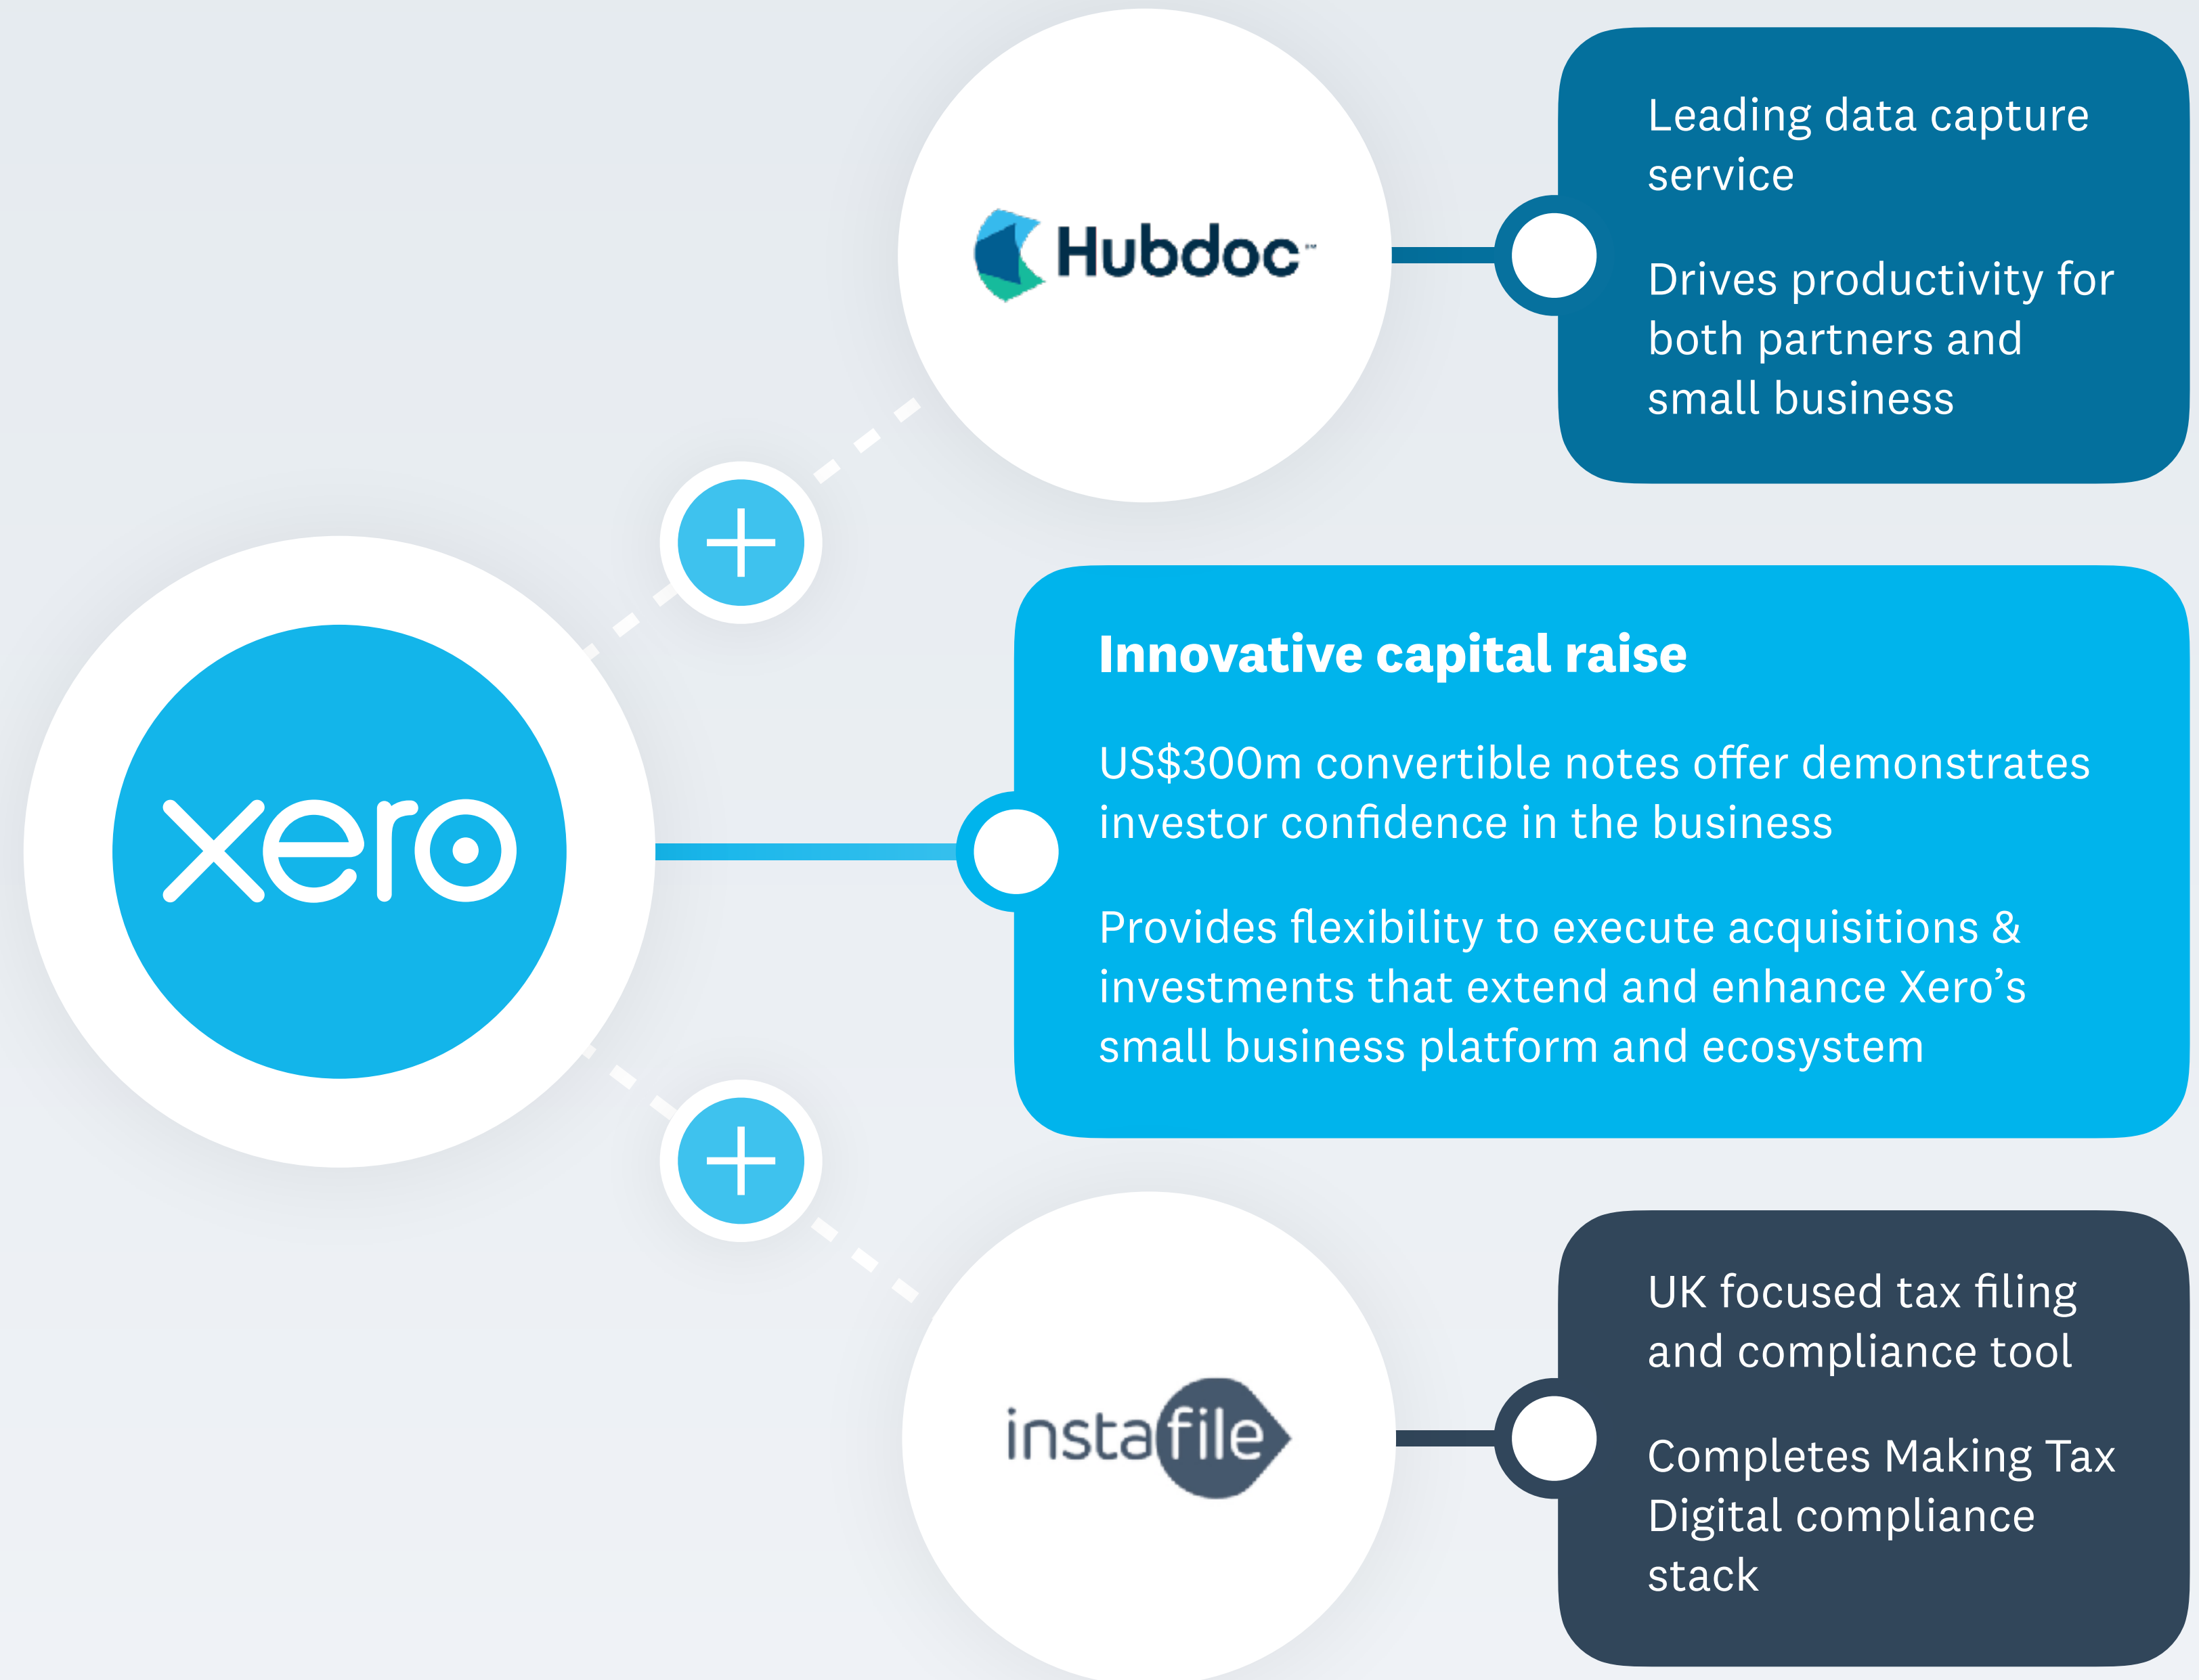 Hubdoc
Leading data capture
service
Drives productivity for
both partners and
small business
xero
Innovative capital raise
US$300m convertible notes offer demonstrates
investor confidence in the business
Provides flexibility to execute acquisitions &
investments that extend and enhance Xero’s
small business platform and ecosystem
instafile
UK focused tax filing
and compliance tool
Completes Making Tax
Digital compliance
stack